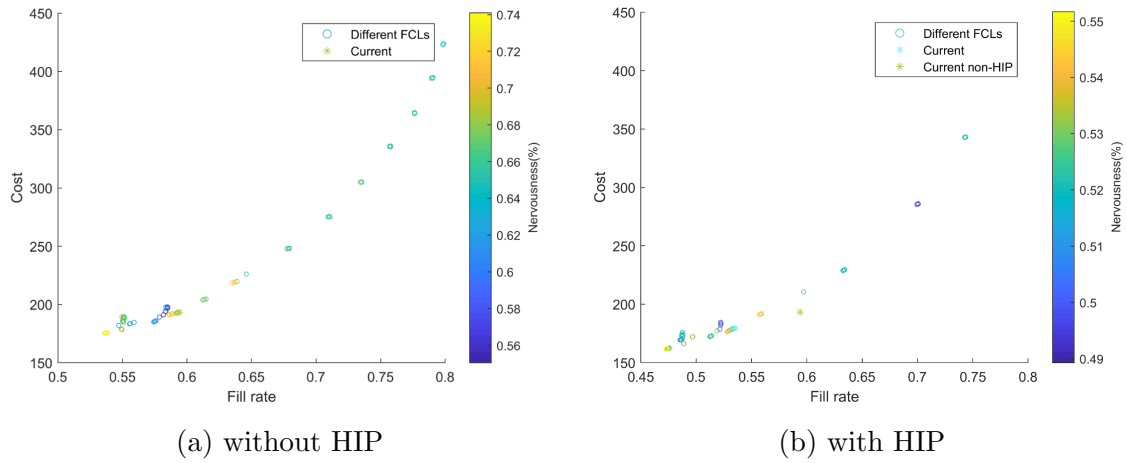 450
400
350
300
250
200
150
Cost
0.5 0.55 0.6 0.65 0.7 0.75 0.8
Fill rate
Different FCLs
Current
0.74
0.72
0.7
0.68
0.66
0.64
0.62
0.6
0.58
0.56
Nervousness(%)
(a) without HIP
450
400
350
300
250
200
150
Cost
0.45 0.5 0.55 0.6 0.65 0.7 0.75 0.8
Fill rate
Different FCLs
Current
Current non-HIP
0.55
0.54
0.53
0.52
0.51
0.5
0.49
Nervousness(%)
(b) with HIP